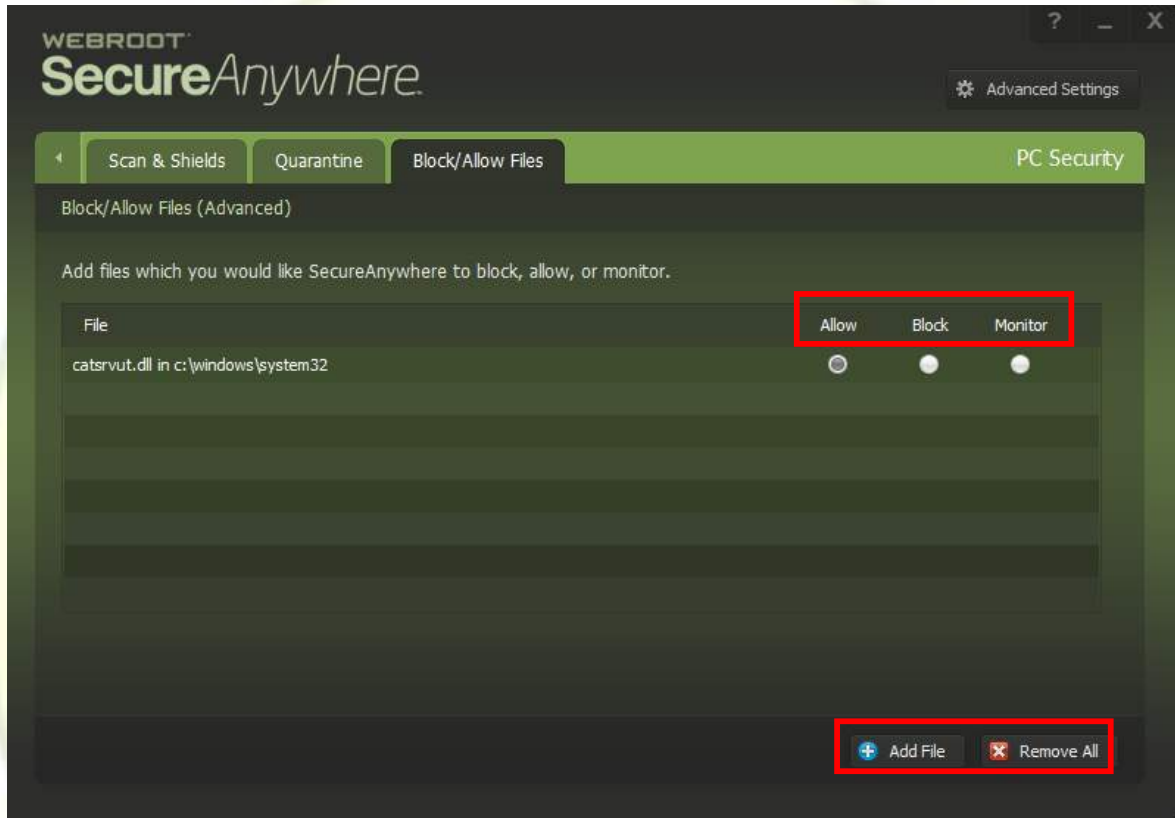 ? _ X
WEBROOT
SecureAnywhere.
Advanced Settings
Scan & Shields Quarantine Block/Allow Files PC Security
Block/Allow Files (Advanced)
Add files which you would like SecureAnywhere to block, allow, or monitor.
File Allow Block Monitor
catsrvut.dll in c:\windows\system32
Add File Remove All